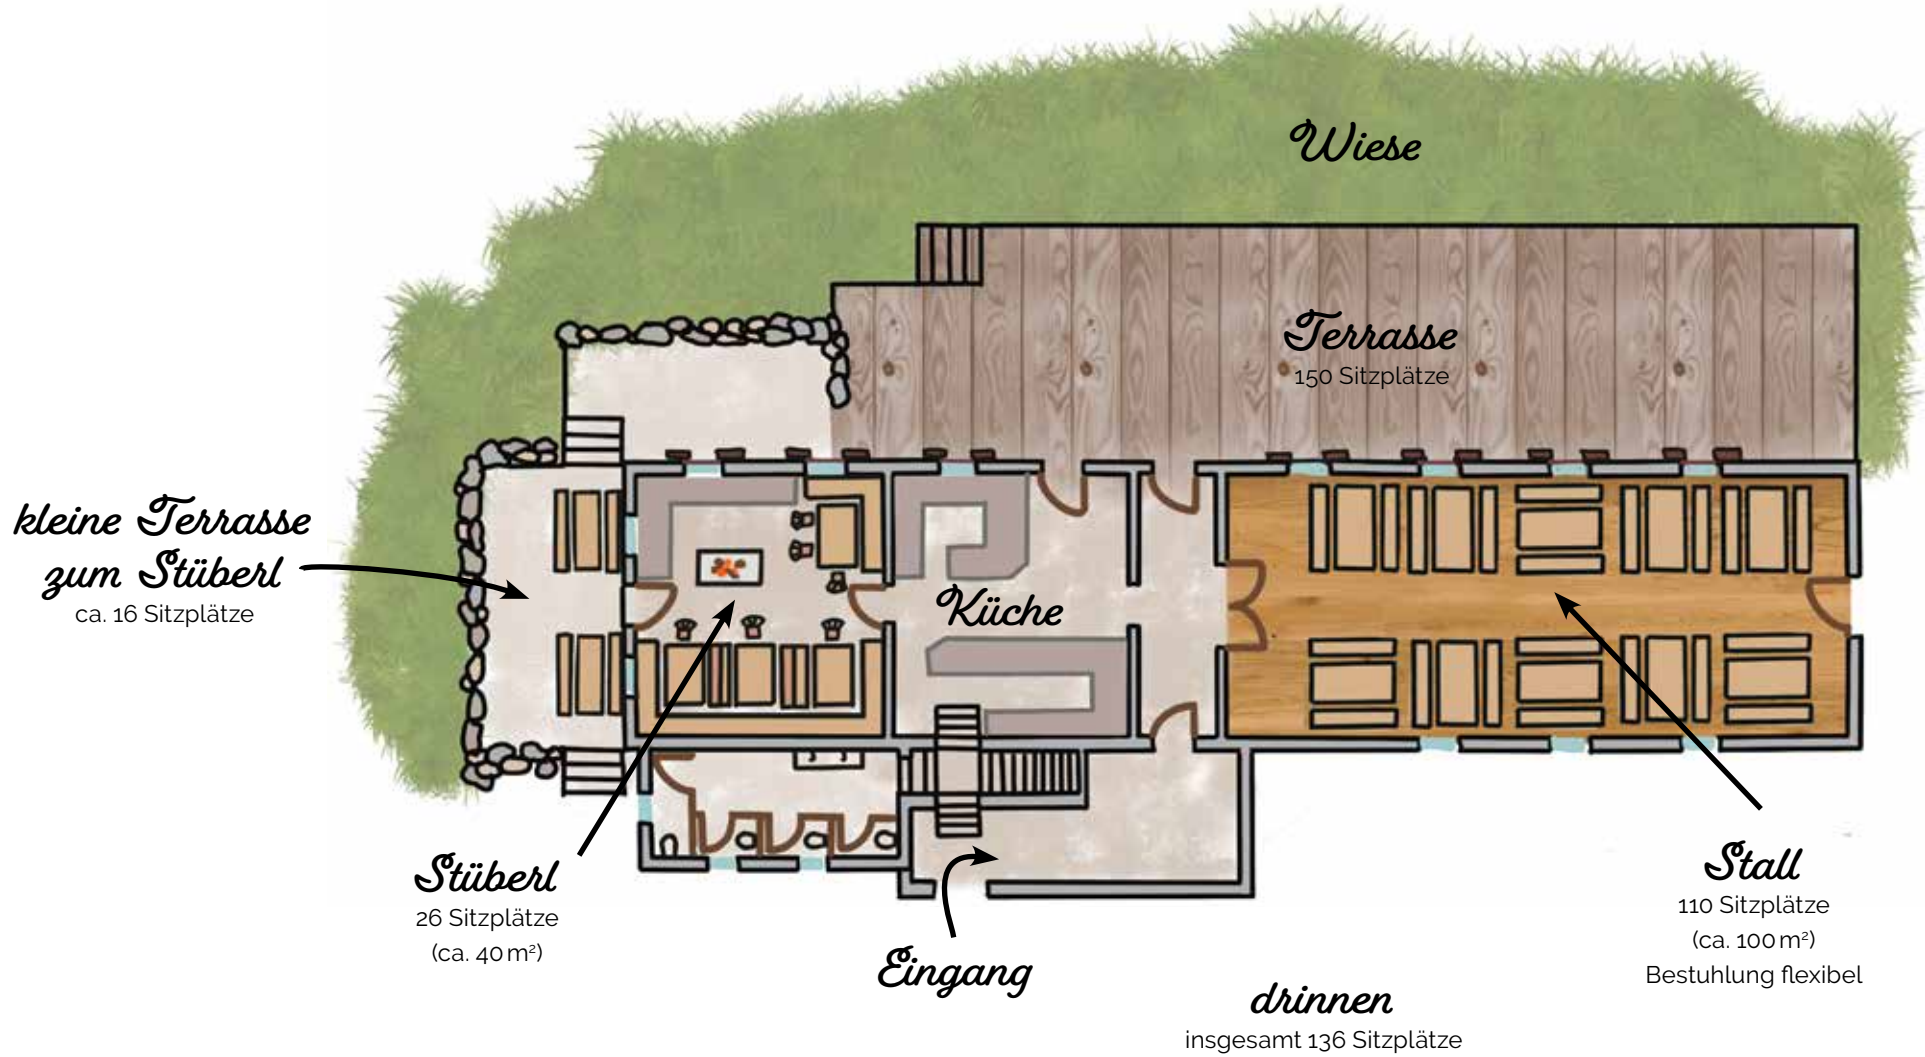 Wiese
Terrasse
150 Sitzplätze
kleine Terrasse
zum Stüberl
ca. 16 Sitzplätze
Küche
Stüberl
26 Sitzplätze
(ca. 40 m²)
Eingang
Stall
110 Sitzplätze
(ca. 100 m²)
Bestuhlung flexibel
drinnen
insgesamt 136 Sitzplätze